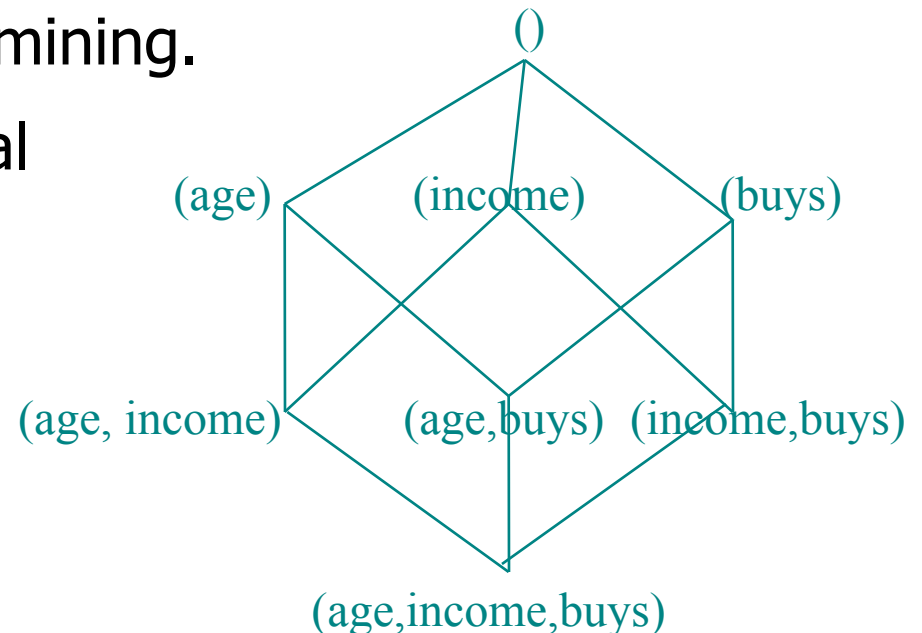 mining.
()
al
(age) (income) (buys)
(age, income) (age,buys) (income,buys)
(age,income,buys)